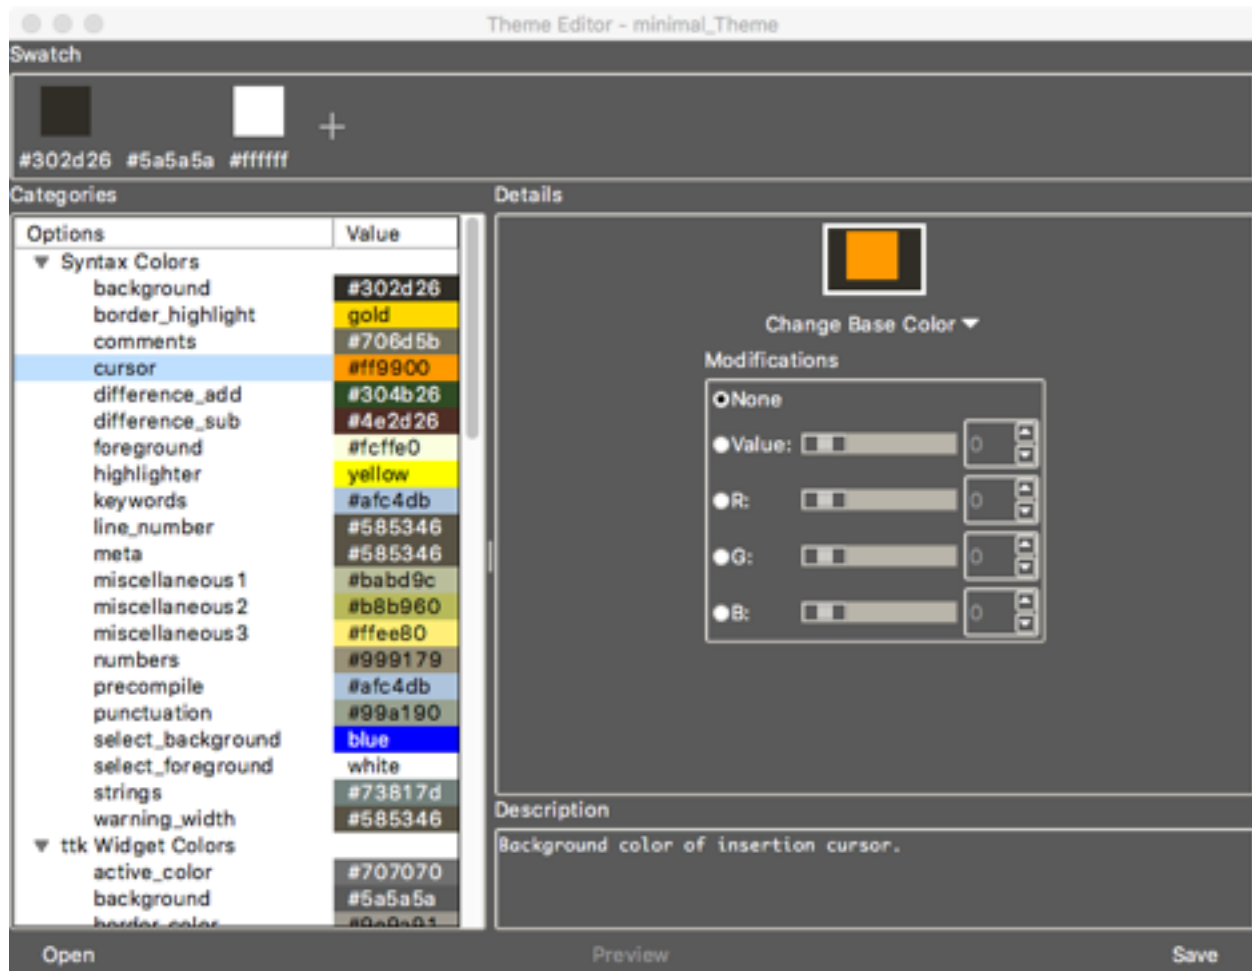 Theme Editor - minimal_Theme
Swatch
#302d26 #5a5a5a #ffffff
Categories
Options Value
Syntax Colors
background #302d26
border_highlight gold
comments #706d5b
cursor #ff9900
difference_add #304b26
difference_sub #4e2d26
foreground #fcffe0
highlighter yellow
keywords #afc4db
line_number #585346
meta #585346
miscellaneous1 #babd9c
miscellaneous2 #b8b960
miscellaneous3 #ffee80
numbers #999179
precompile #afc4db
punctuation #99a190
select_background blue
select_foreground white
strings #73817d
warning_width #585346
ttk Widget Colors
active_color #707070
background #5a5a5a
border_color
Details
Change Base Color
Modifications
None
Value: 0
R: 0
G: 0
B: 0
Description
Background color of insertion cursor.
Open Preview Save